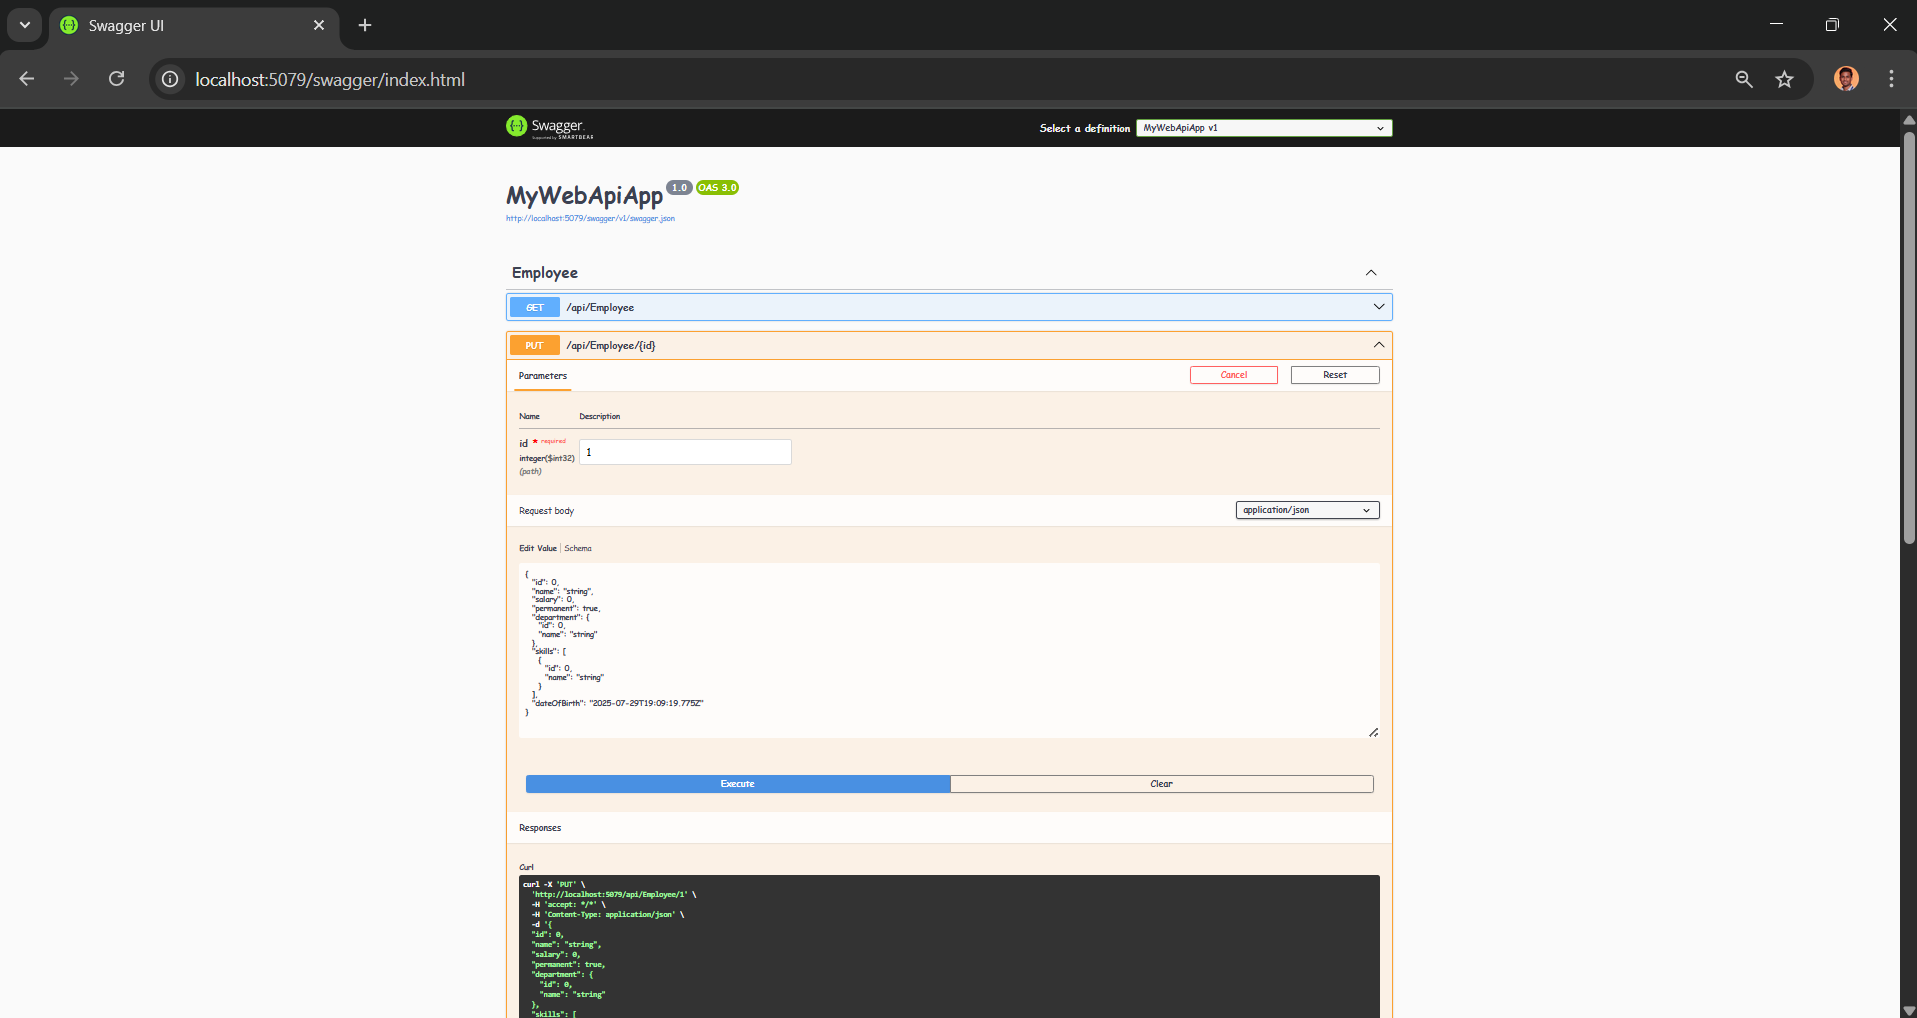 Swagger UI
localhost:5079/swagger/index.html
Swagger.
Supported by SMARTBEAR
Select a definition
MyWebApiApp v1
MyWebApiApp 1.0 OAS 3.0
http://localhost:5079/swagger/v1/swagger.json
Employee
GET /api/Employee
PUT /api/Employee/{id}
Parameters
Cancel
Reset
Name Description
id * required
integer($int32)
(path)
1
Request body
application/json
Edit Value | Schema
{
"id": 0,
"name": "string",
"salary": 0,
"permanent": true,
"department": {
"id": 0,
"name": "string"
},
"skills": [
{
"id": 0,
"name": "string"
}
],
"dateOfBirth": "2025-07-29T19:09:19.775Z"
}
Execute
Clear
Responses
Curl
curl -X 'PUT' \
'http://localhost:5079/api/Employee/1' \
-H 'accept: */*' \
-H 'Content-Type: application/json' \
-d '{
"id": 0,
"name": "string",
"salary": 0,
"permanent": true,
"department": {
"id": 0,
"name": "string"
},
"skills": [